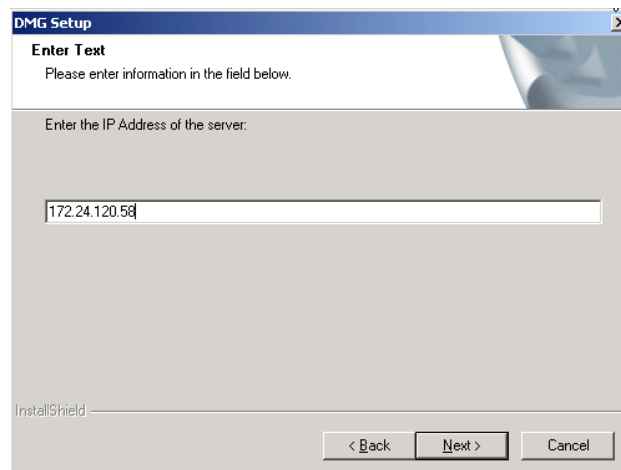 DMG Setup
Enter Text
Please enter information in the field below.
Enter the IP Address of the server:
172.24.120.58
InstallShield
< Back
Next >
Cancel